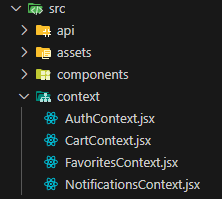 src
api
assets
components
context
AuthContext.jsx
CartContext.jsx
FavoritesContext.jsx
NotificationsContext.jsx